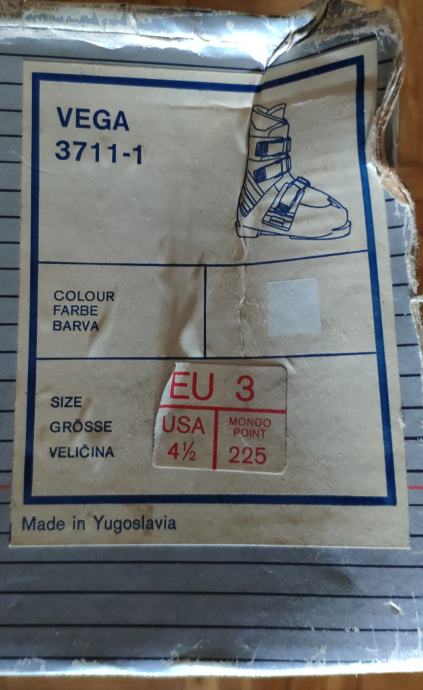 VEGA
3711-1
COLOUR
FARBE
BARVA
SIZE
GRÖSSE
VELIČINA
EU 3
USA
4½
MONDO
POINT
225
Made in Yugoslavia